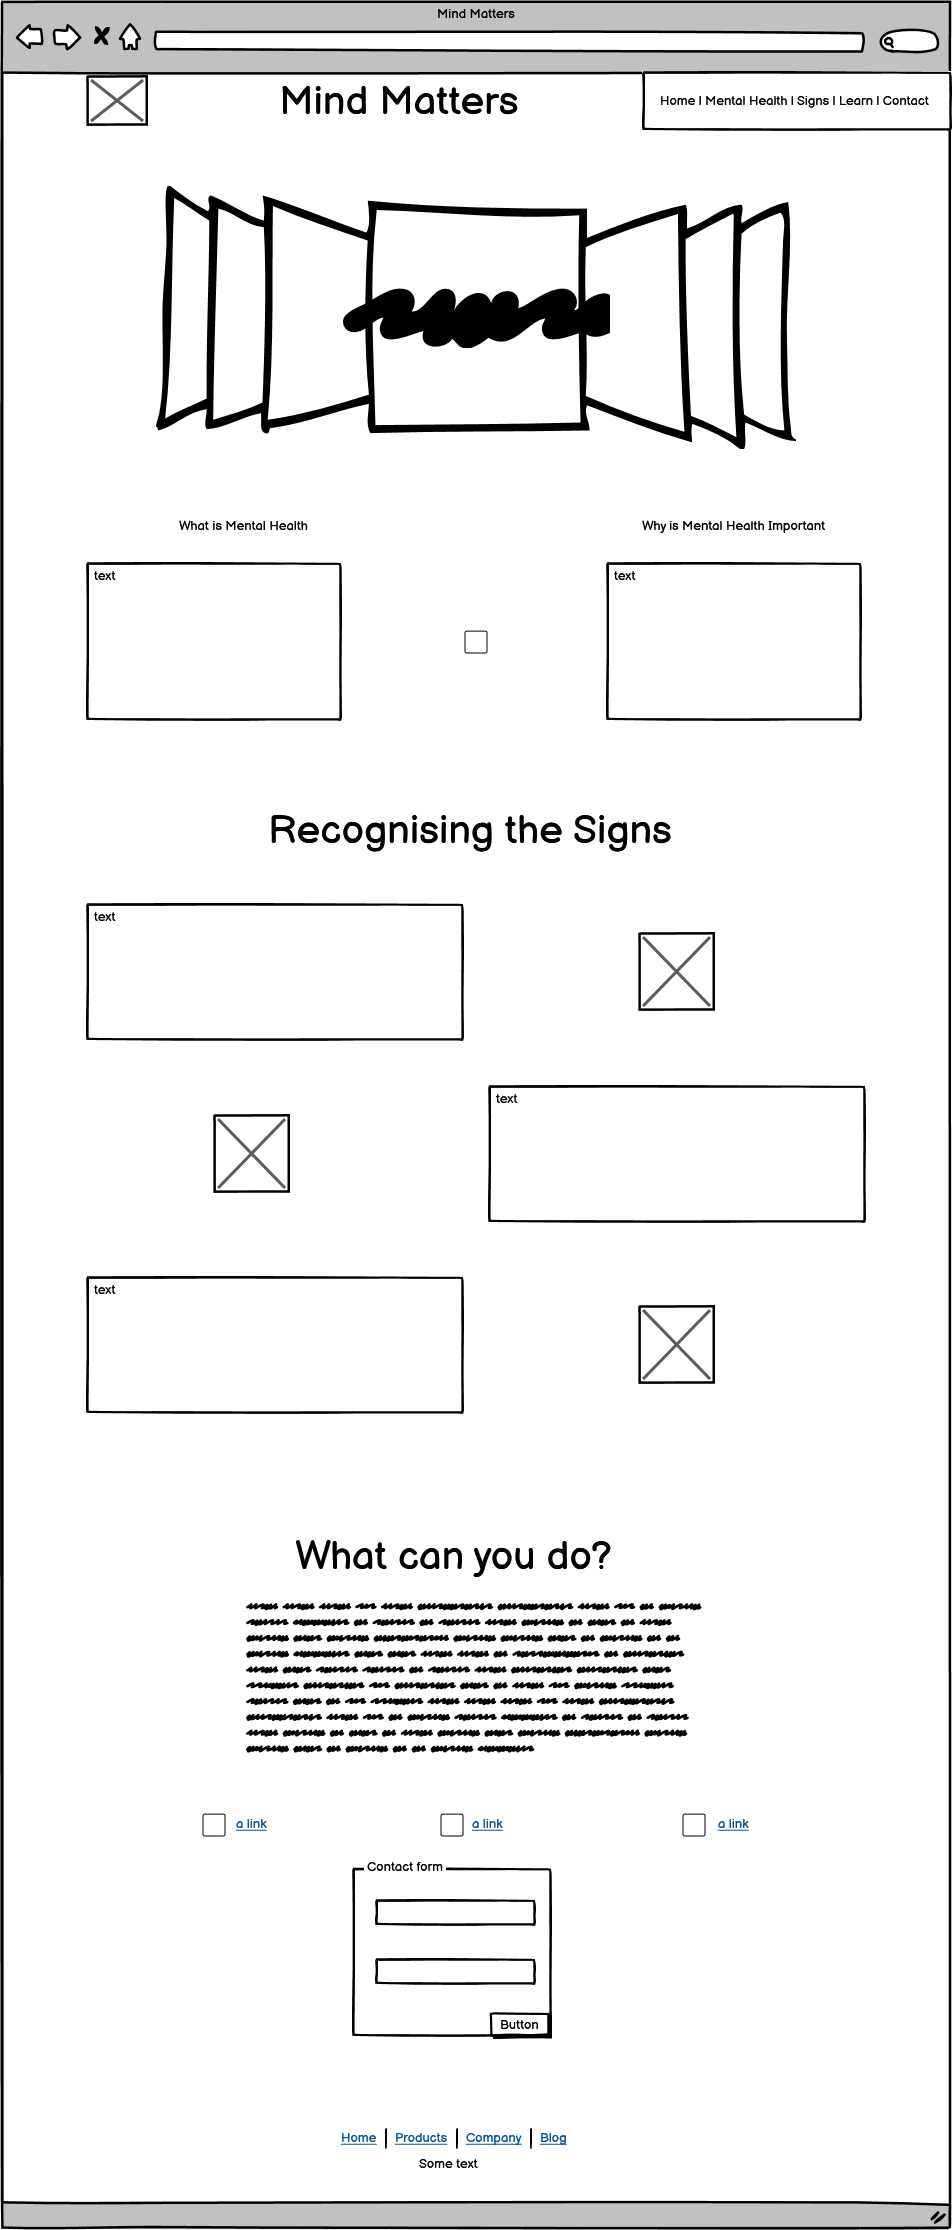 Mind Matters
Mind Matters
Home | Mental Health | Signs | Learn | Contact
What is Mental Health
Why is Mental Health Important
text
text
Recognising the Signs
text
text
text
What can you do?
a link
a link
a link
Contact form
Button
Home | Products | Company | Blog
Some text